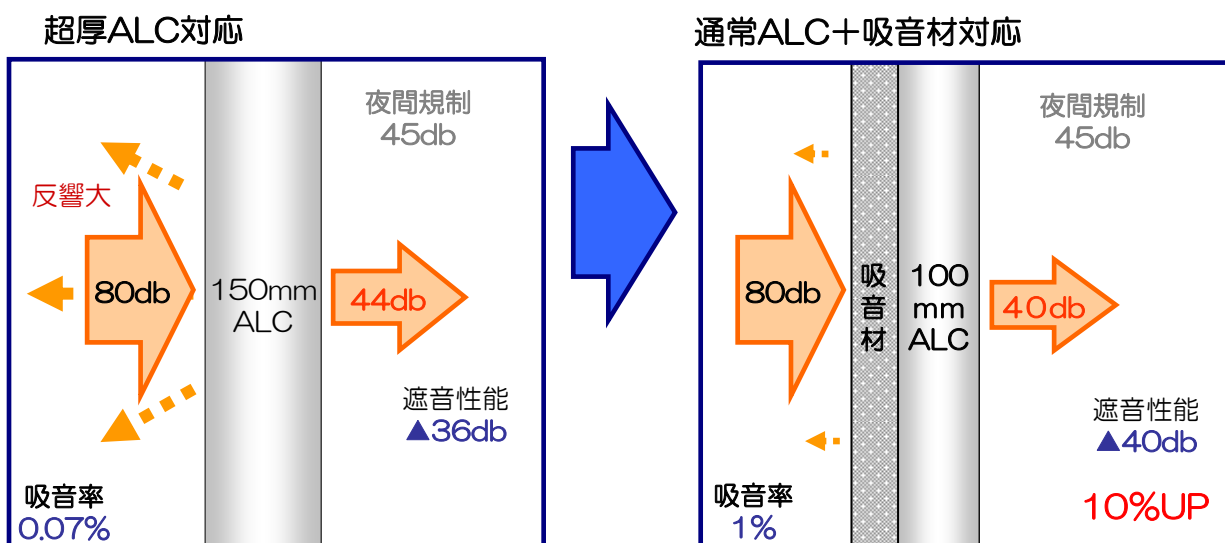 超厚ALC対応
夜間規制
45db
反響大
80db
150mm
ALC
44db
遮音性能
▲36db
吸音率
0.07%
通常ALC＋吸音材対応
夜間規制
45db
80db
吸音材
100
mm
ALC
40db
遮音性能
▲40db
吸音率
1%
10%UP